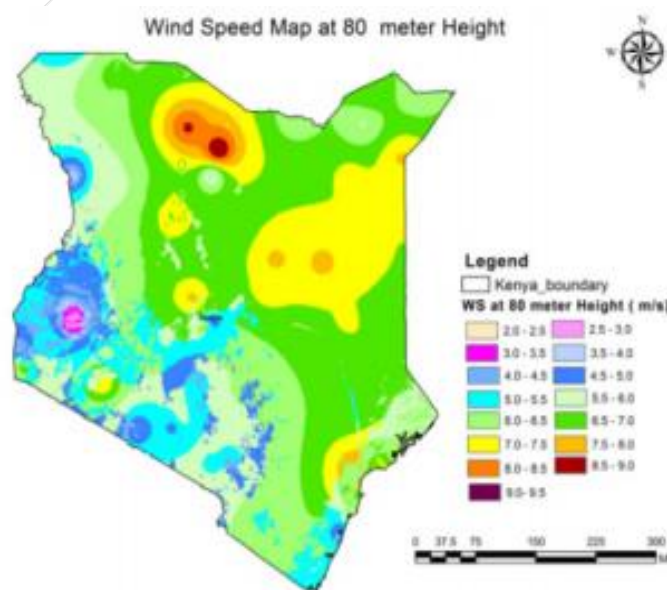 Wind Speed Map at 80 meter Height
N
W
S
Legend
Kenya_boundary
WS at 80 meter Height ( m/s)
2.0 - 2.5 2.5 - 3.0
3.0 - 3.5 3.5 - 4.0
4.0 - 4.5 4.5 - 5.0
5.0 - 5.5 5.5 - 6.0
6.0 - 6.5 6.5 - 7.0
7.0 - 7.5 7.5 - 8.0
8.0 - 8.5 8.5 - 9.0
9.0 - 9.5
0 37.5 75 150 225 300